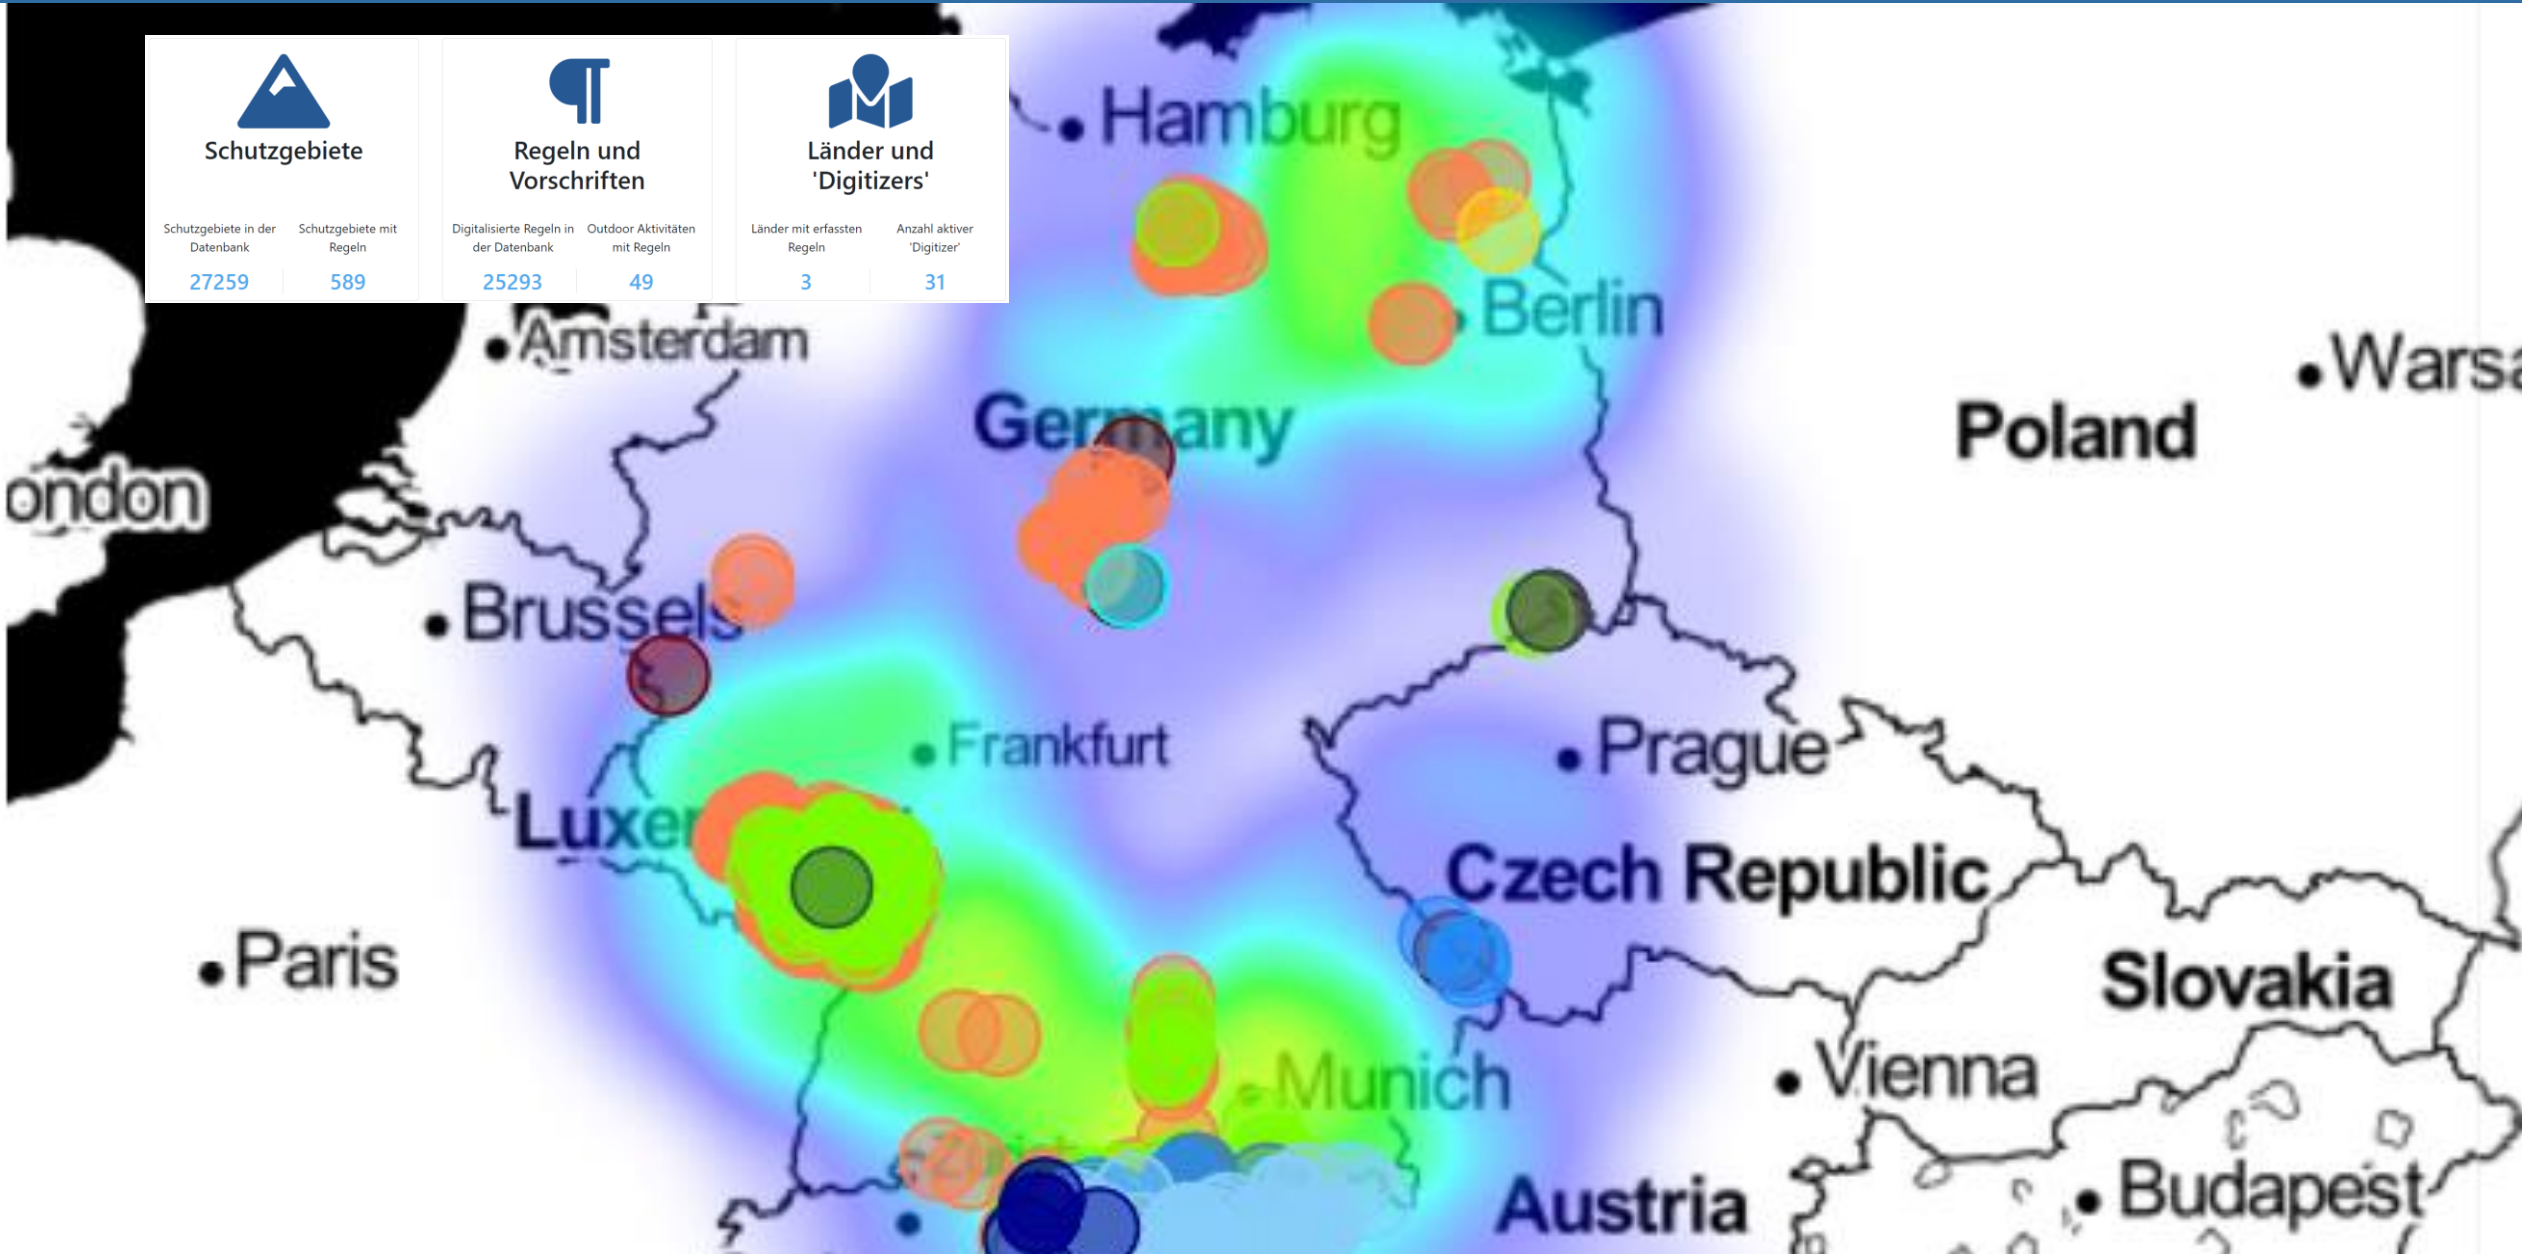 Schutzgebiete
Schutzgebiete in der
Datenbank
27259
Schutzgebiete mit
Regeln
589
Regeln und
Vorschriften
Digitalisierte Regeln in
der Datenbank
25293
Outdoor Aktivitäten
mit Regeln
49
Länder und
'Digitizers'
Länder mit erfassten
Regeln
3
Anzahl aktiver
'Digitizer'
31
Hamburg
Berlin
Amsterdam
Warsa
Germany
Poland
ondon
Brussels
Frankfurt
Prague
Luxer
Czech Republic
Paris
Slovakia
Munich
Vienna
Austria
Budapest